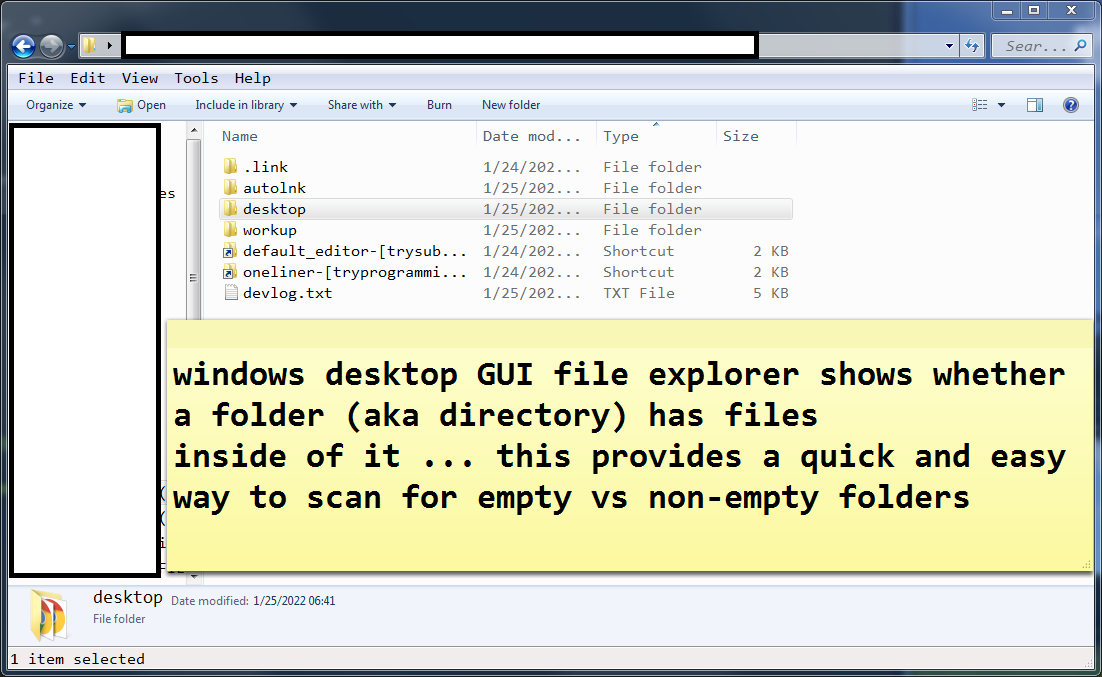 Sear...
File Edit View Tools Help
Organize Open Include in library Share with Burn New folder
Name Date mod... Type Size
.link 1/24/202... File folder
es
autolnk 1/25/202... File folder
desktop 1/25/202... File folder
workup 1/25/202... File folder
default_editor-[trysub... 1/24/202... Shortcut 2 KB
oneliner-[tryprogrammi... 1/24/202... Shortcut 2 KB
devlog.txt 1/25/202... TXT File 5 KB
windows desktop GUI file explorer shows whether
a folder (aka directory) has files
inside of it ... this provides a quick and easy
way to scan for empty vs non-empty folders
desktop Date modified: 1/25/2022 06:41
File folder
1 item selected